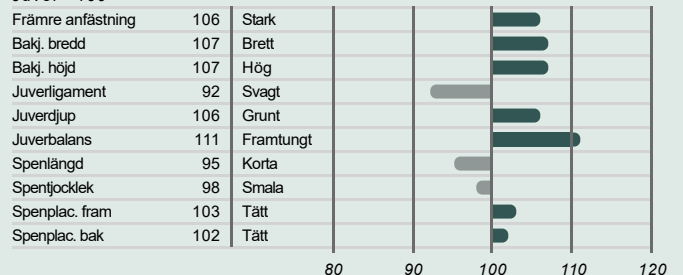 Främre anfästning 106 Stark
Bakj. bredd 107 Brett
Bakj. höjd 107 Hög
Juverligament 92 Svagt
Juverdjup 106 Grunt
Juverbalans 111 Framtungt
Spenlängd 95 Korta
Spentjocklek 98 Smala
Spenplac. fram 103 Tätt
Spenplac. bak 102 Tätt
80 90 100 110 120